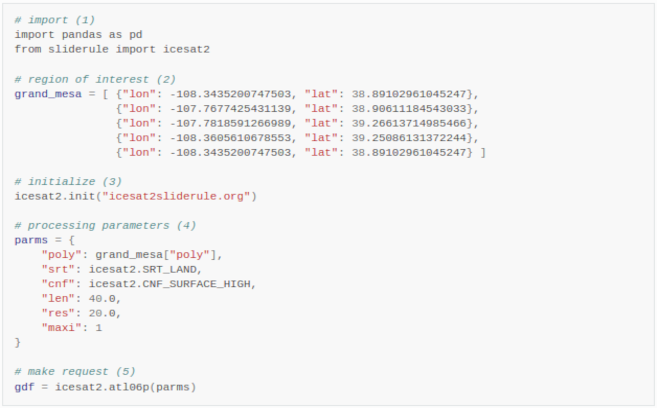 # import (1)
import pandas as pd
from sliderule import icesat2
# region of interest (2)
grand_mesa = [ {"lon": -108.3435200747503, "lat": 38.89102961045247},
{"lon": -107.7677425431139, "lat": 38.90611184543033},
{"lon": -107.7818591266989, "lat": 39.26613714985466},
{"lon": -108.3605610678553, "lat": 39.25086131372244},
{"lon": -108.3435200747503, "lat": 38.89102961045247} ]
# initialize (3)
icesat2.init("icesat2sliderule.org")
# processing parameters (4)
parms = {
"poly": grand_mesa["poly"],
"srt": icesat2.SRT_LAND,
"cnf": icesat2.CNF_SURFACE_HIGH,
"len": 40.0,
"res": 20.0,
"maxi": 1
}
# make request (5)
gdf = icesat2.atl06p(parms)